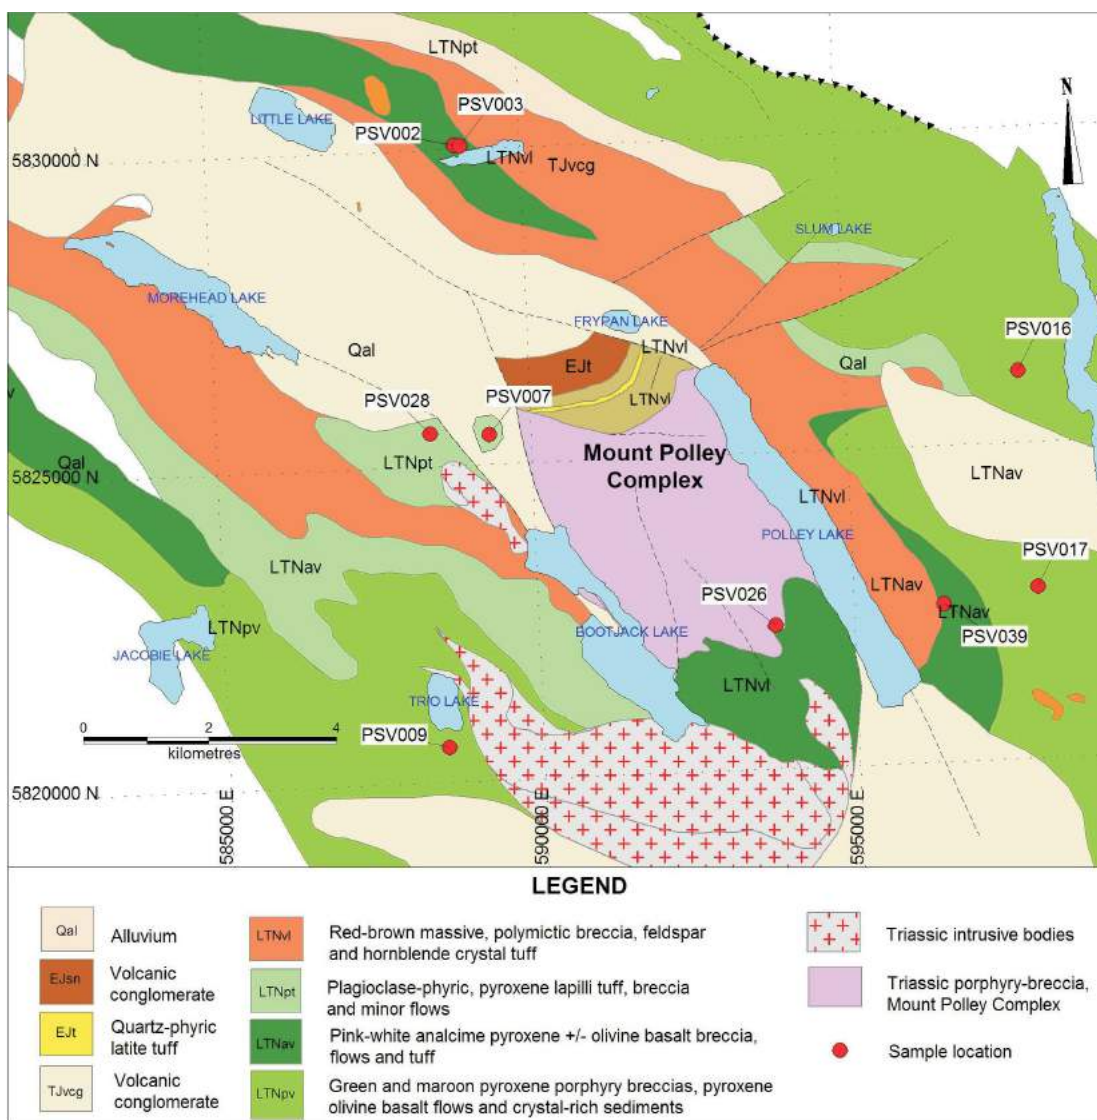 LTNpt
PSV003
LITTLE LAKE
PSV002
N
5830000 N
LTNvl
TJvcg
SLUM LAKE
MOREHEAD LAKE
FRYPAN LAKE
PSV016
Qal
LTNvl
EJt
Qal
PSV028
PSV007
LTNvl
v
Mount Polley
Complex
Qal
LTNpt
LTNav
5825000 N
LTNvl
POLLEY LAKE
PSV017
LTNav
LTNav
PSV026
LTNav
LTNpv
BOOTJACK LAKE
PSV039
JACOBIE LAKE
LTNvl
TRIO LAKE
0 2 4
kilometres
PSV009
5820000 N
585000 E
590000 E
595000 E
LEGEND
Qal
Alluvium
EJsn
Volcanic
conglomerate
EJt
Quartz-phyric
latite tuff
TJvcg
Volcanic
conglomerate
LTNvl
Red-brown massive, polymictic breccia, feldspar
and hornblende crystal tuff
LTNpt
Plagioclase-phyric, pyroxene lapilli tuff, breccia
and minor flows
LTNav
Pink-white analcime pyroxene +/- olivine basalt breccia,
flows and tuff
LTNpv
Green and maroon pyroxene porphyry breccias, pyroxene
olivine basalt flows and crystal-rich sediments
Triassic intrusive bodies
Triassic porphyry-breccia,
Mount Polley Complex
Sample location